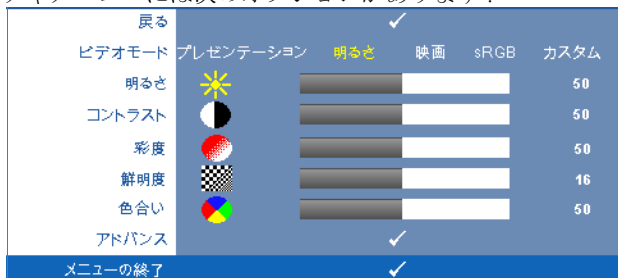 戻る
ビデオモード プレゼンテーション 明るさ 映画 sRGB カスタム
明るさ 50
コントラスト 50
彩度 50
鮮明度 16
色合い 50
アドバンス
メニューの終了